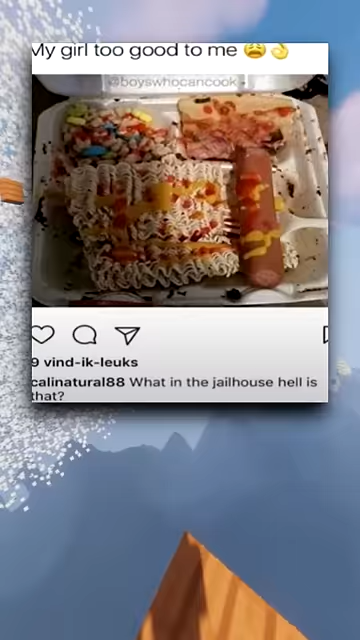 My girl too good to me 😩👌
@boyswhocancook
9 vind-ik-leuks
calinatural88 What in the jailhouse hell is
that?